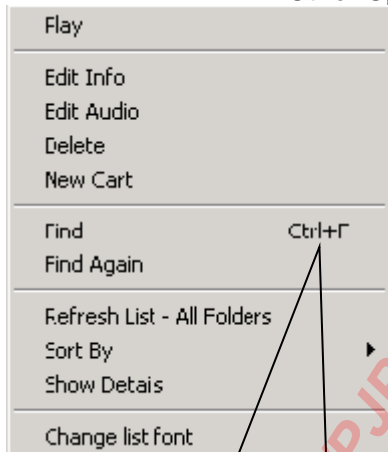 Flay
Edit Info
Edit Audio
Delete
New Cart
Find Ctrl+F
Find Again
Refresh List - All Folders
Sort By
Show Detais
Change list font